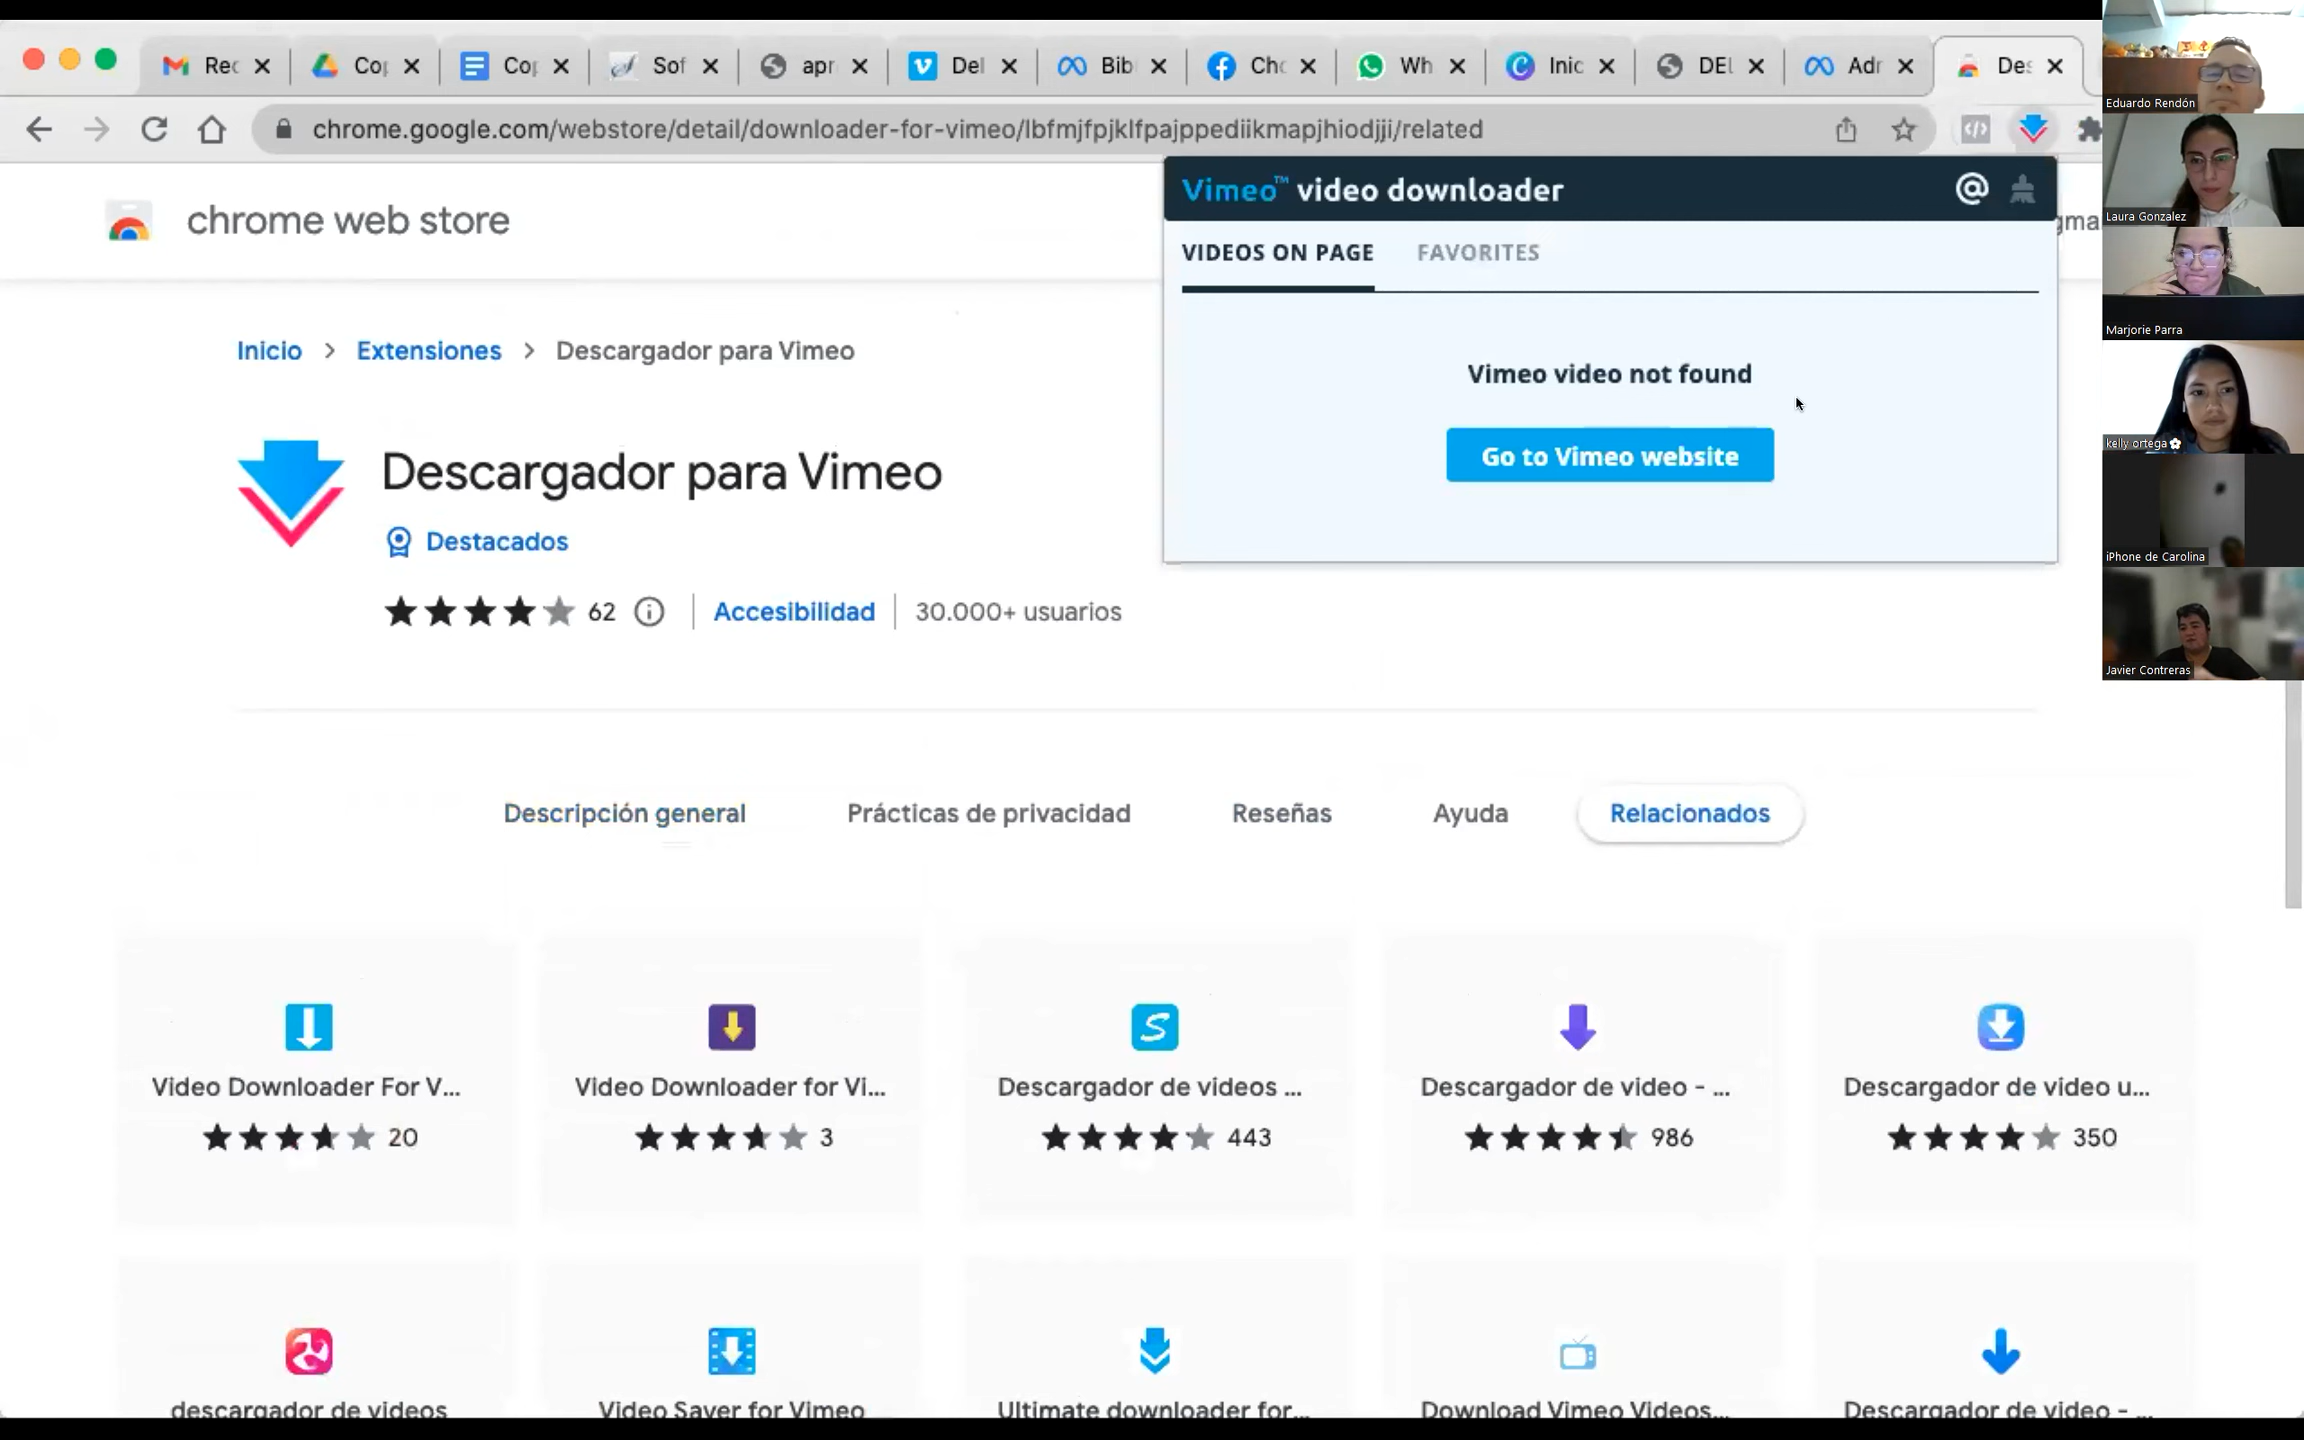 Rec
Co
Co
Sof
apr
Del
Bib
Cho
Wh
Inic
DEL
Adr
Des
chrome.google.com/webstore/detail/downloader-for-vimeo/lbfmjfpjklfpajppediikmapjhiodjji/related
chrome web store
gma
Vimeo™ video downloader
VIDEOS ON PAGE FAVORITES
Vimeo video not found
Go to Vimeo website
Inicio > Extensiones > Descargador para Vimeo
Descargador para Vimeo
Destacados
62 Accesibilidad 30.000+ usuarios
Descripción general Prácticas de privacidad Reseñas Ayuda Relacionados
Video Downloader For V...
20
Video Downloader for Vi...
3
Descargador de videos ...
443
Descargador de video - ...
986
Descargador de video u...
350
descargador de videos
Video Saver for Vimeo
Ultimate downloader for...
Download Vimeo Videos...
Descargador de video - ...
Eduardo Rendón
Laura Gonzalez
Marjorie Parra
kelly ortega
iPhone de Carolina
Javier Contreras